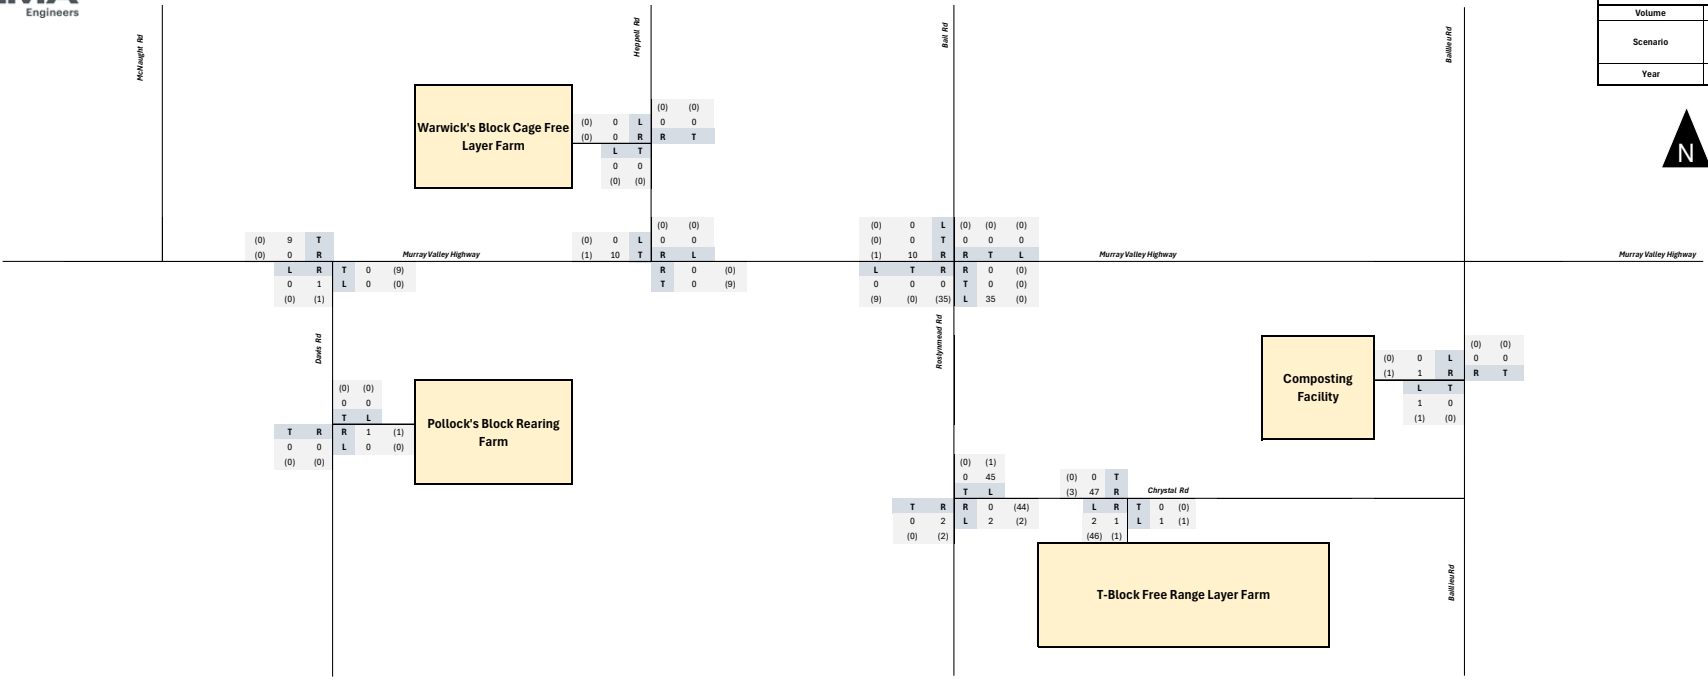 Engineers
Volume
Scenario
Year
N
McNaught Rd
Heppell Rd
Ball Rd
Baillieu Rd
Warwick's Block Cage Free
Layer Farm
(0) (0)
(0) 0 L 0 0
(0) 0 R R T
L T
0 0
(0) (0)
(0) 9 T
(0) 0 R
L R T 0 (9)
0 1 L 0 (0)
(0) (1)
Murray Valley Highway
(0) (0)
(0) 0 L 0 0
(1) 10 T R L
R 0 (0)
T 0 (9)
(0) 0 L (0) (0) (0)
(0) 0 T 0 0 0
(1) 10 R R T L
L T R R 0 (0)
0 0 0 T 0 (0)
(9) (0) (35) L 35 (0)
Murray Valley Highway
Murray Valley Highway
Davis Rd
Roslynmead Rd
(0) (0)
0 0
T L
T R R 1 (1)
0 0 L 0 (0)
(0) (0)
Pollock's Block Rearing
Farm
Composting
Facility
(0) (0)
(0) 0 L 0 0
(1) 1 R R T
L T
1 0
(1) (0)
(0) (1)
0 45
T L
T R R 0 (44)
0 2 L 2 (2)
(0) (2)
(0) 0 T
(3) 47 R
Chrystal Rd
L R T 0 (0)
2 1 L 1 (1)
(46) (1)
T-Block Free Range Layer Farm
Baillieu Rd